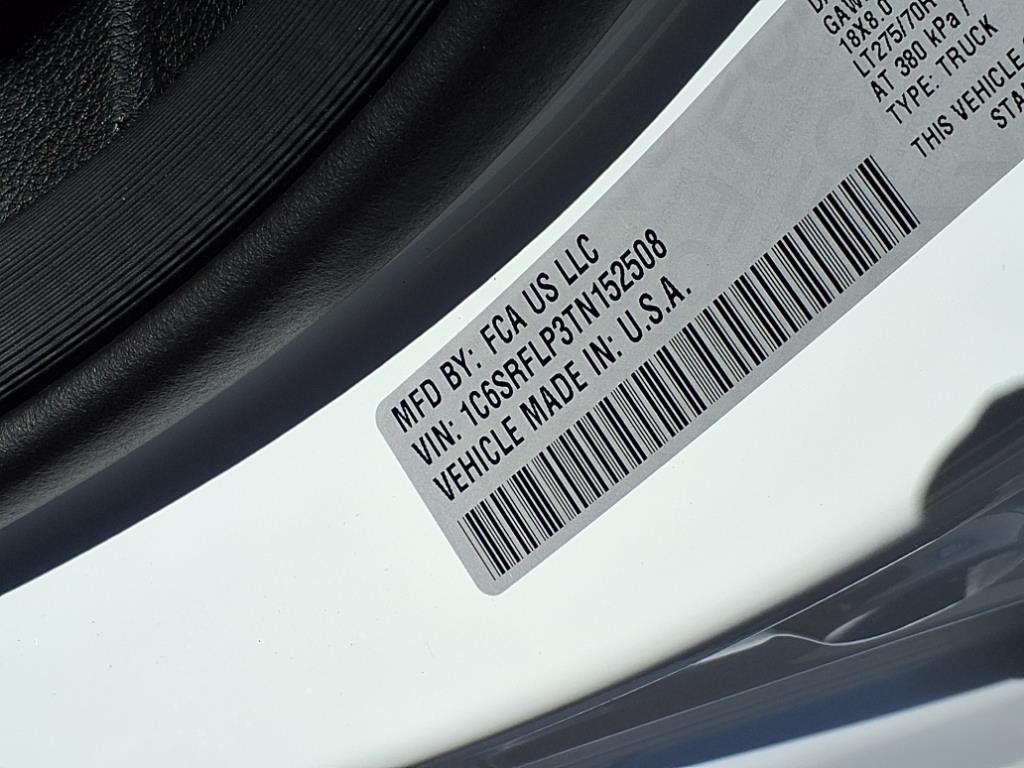 MFD BY: FCA US LLC
VIN: 1C6SRFLP3TN152508
VEHICLE MADE IN: U.S.A.
18X8.0
LT275/70R
AT 380 kPa /
TYPE: TRUCK
THIS VEHICLE